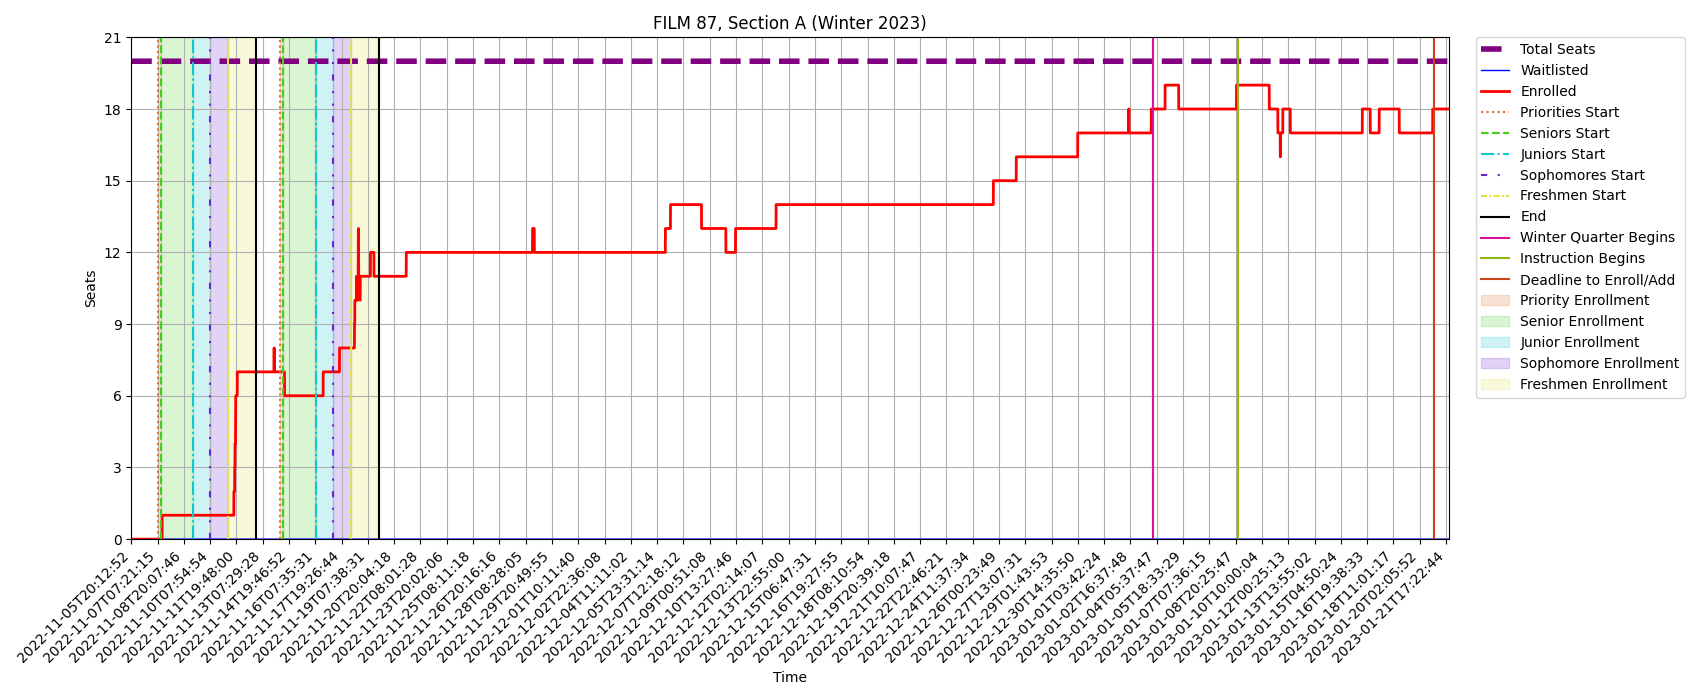 FILM 87, Section A (Winter 2023)
21
18
15
12
9
6
3
0
Seats
2022-11-05T20:12:52
2022-11-07T07:21:15
2022-11-08T20:07:46
2022-11-10T07:54:54
2022-11-11T19:48:00
2022-11-13T07:29:28
2022-11-14T19:46:52
2022-11-16T07:35:31
2022-11-17T19:26:44
2022-11-19T07:38:31
2022-11-20T20:04:18
2022-11-22T08:01:28
2022-11-23T20:02:06
2022-11-25T08:11:18
2022-11-26T20:16:16
2022-11-28T08:28:05
2022-11-29T20:49:55
2022-12-01T10:11:40
2022-12-02T22:36:08
2022-12-04T11:11:02
2022-12-05T23:31:14
2022-12-07T12:18:12
2022-12-09T00:51:08
2022-12-10T13:27:46
2022-12-12T02:14:07
2022-12-13T22:55:00
2022-12-15T06:47:31
2022-12-16T19:27:55
2022-12-18T08:10:54
2022-12-19T20:39:18
2022-12-21T10:07:47
2022-12-22T22:46:21
2022-12-24T11:37:34
2022-12-26T00:23:49
2022-12-27T13:07:31
2022-12-29T01:43:53
2022-12-30T14:35:50
2023-01-01T03:42:24
2023-01-02T16:37:48
2023-01-04T05:37:47
2023-01-05T18:33:29
2023-01-07T07:36:15
2023-01-08T20:25:47
2023-01-10T10:00:04
2023-01-12T00:25:13
2023-01-13T13:55:02
2023-01-15T04:50:24
2023-01-16T19:38:33
2023-01-18T11:01:17
2023-01-20T02:05:52
2023-01-21T17:22:44
Time
Total Seats
Waitlisted
Enrolled
Priorities Start
Seniors Start
Juniors Start
Sophomores Start
Freshmen Start
End
Winter Quarter Begins
Instruction Begins
Deadline to Enroll/Add
Priority Enrollment
Senior Enrollment
Junior Enrollment
Sophomore Enrollment
Freshmen Enrollment